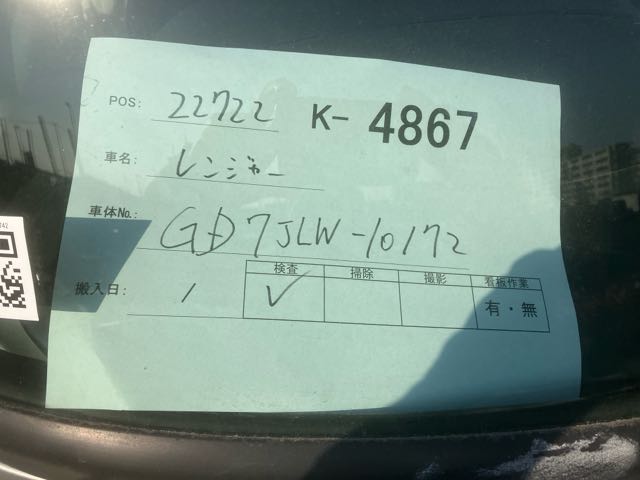 POS: 22722 K- 4867
車名: レンジャー
車体No.: GD7JLW-10172
検査 掃除 撮影 看板作業
搬入日: / ✓ 有・無
242